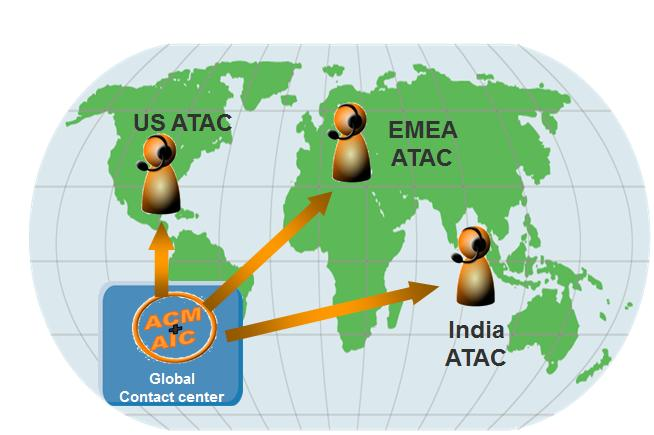 US ATAC
EMEA
ATAC
India
ATAC
ACM
+
AIC
Global
Contact center